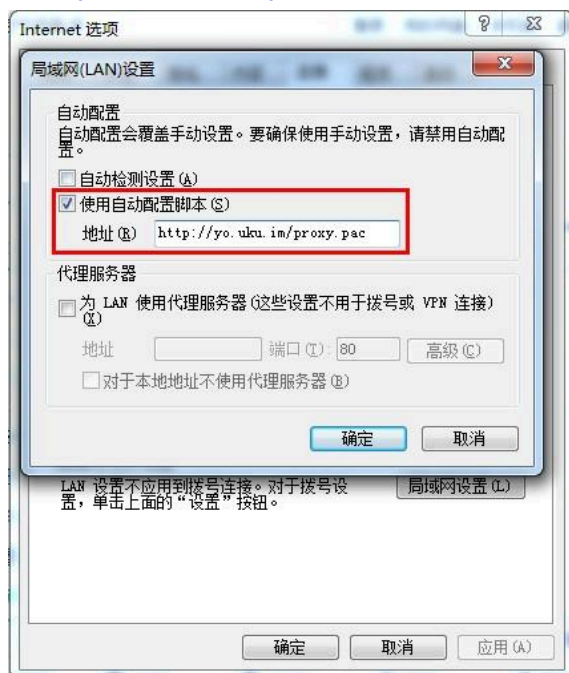 Internet 选项
局域网(LAN)设置
自动配置
自动配置会覆盖手动设置。要确保使用手动设置，请禁用自动配
置。
自动检测设置(A)
使用自动配置脚本(S)
地址(R) http://yo.uku.im/proxy.pac
代理服务器
为 LAN 使用代理服务器(这些设置不用于拨号或 VPN 连接)
(X)
地址 端口(T): 80 高级(C)
对于本地地址不使用代理服务器(B)
确定 取消
LAN 设置不应用到拨号连接。对于拨号设 局域网设置(L)
置，单击上面的“设置”按钮。
确定 取消 应用(A)